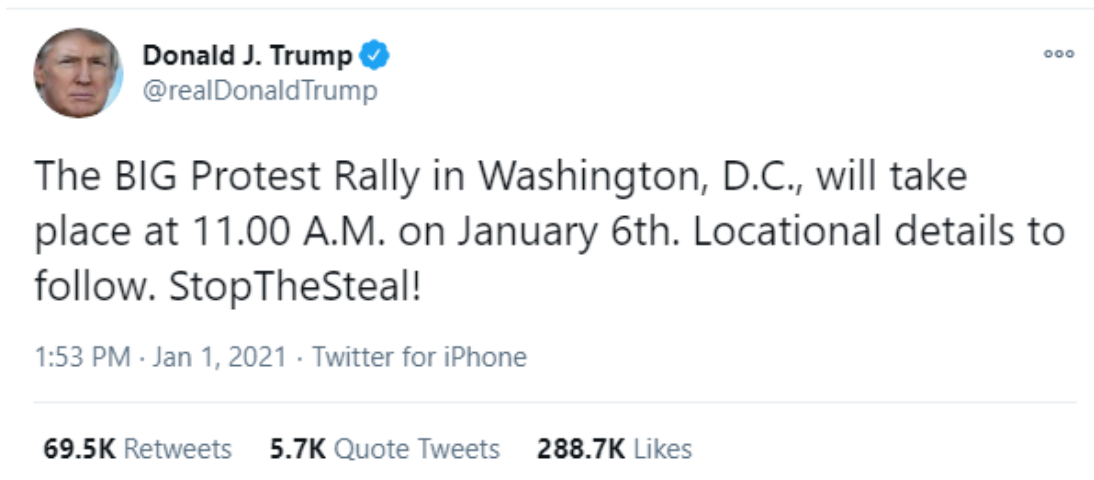 Donald J. Trump
@realDonaldTrump
The BIG Protest Rally in Washington, D.C., will take
place at 11.00 A.M. on January 6th. Locational details to
follow. StopTheSteal!
1:53 PM · Jan 1, 2021 · Twitter for iPhone
69.5K Retweets 5.7K Quote Tweets 288.7K Likes